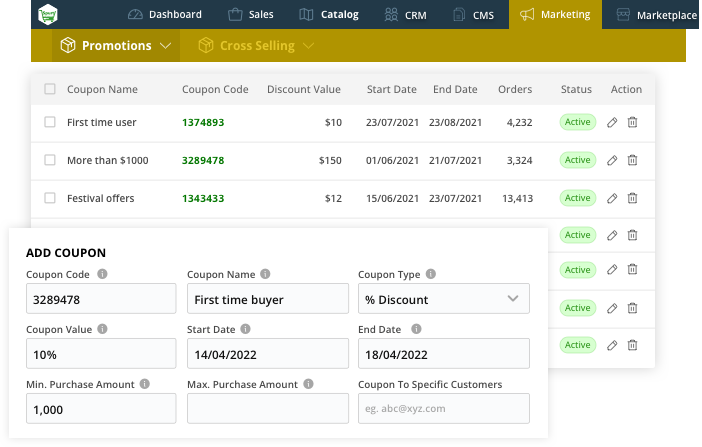 Dashboard Sales Catalog CRM CMS Marketing Marketplace
Promotions Cross Selling
Coupon Name Coupon Code Discount Value Start Date End Date Orders Status Action
First time user 1374893 $10 23/07/2021 23/08/2021 4,232 Active
More than $1000 3289478 $150 01/06/2021 21/07/2021 3,324 Active
Festival offers 1343433 $12 15/06/2021 23/07/2021 13,413 Active
Active
Active
Active
Active
ADD COUPON
Coupon Code Coupon Name Coupon Type
3289478 First time buyer % Discount
Coupon Value Start Date End Date
10% 14/04/2022 18/04/2022
Min. Purchase Amount Max. Purchase Amount Coupon To Specific Customers
1,000 eg. abc@xyz.com